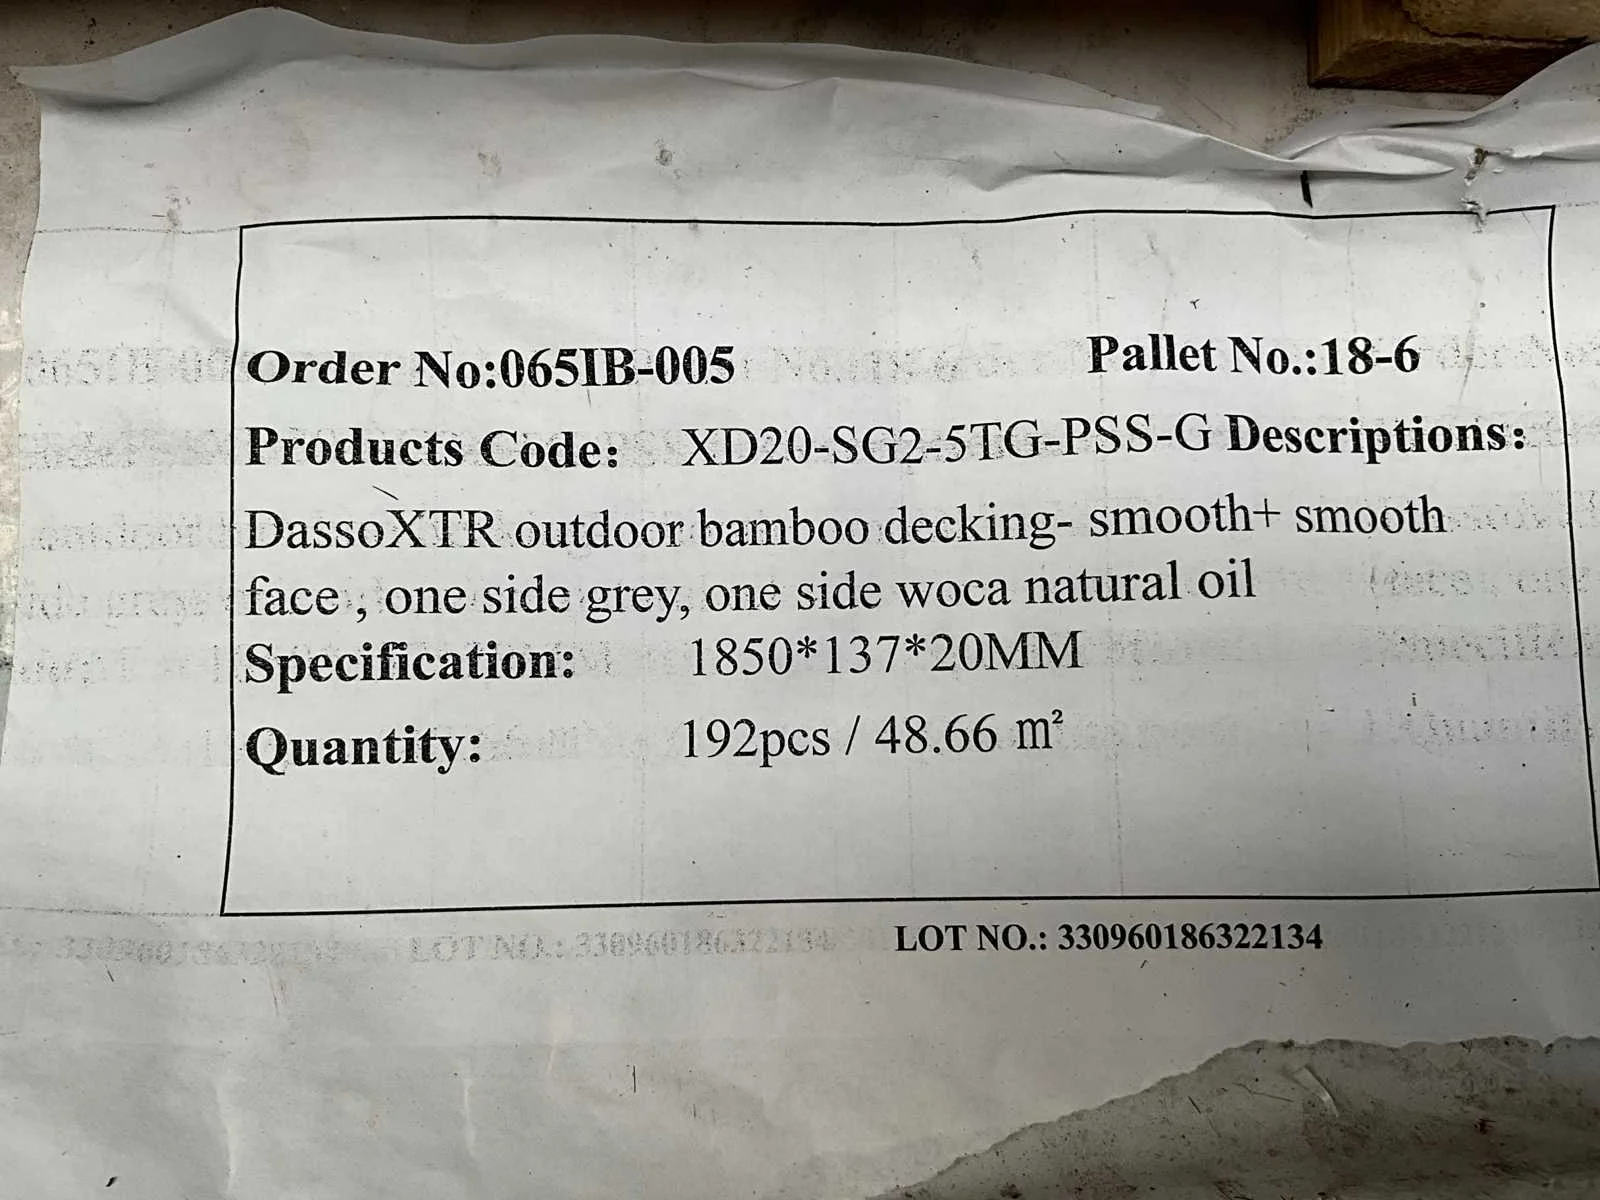 Order No:065IB-005 Pallet No.:18-6
Products Code: XD20-SG2-5TG-PSS-G Descriptions:
DassoXTR outdoor bamboo decking- smooth+ smooth
face , one side grey, one side woca natural oil
Specification: 1850*137*20MM
Quantity: 192pcs / 48.66 m²
LOT NO.: 330960186322134